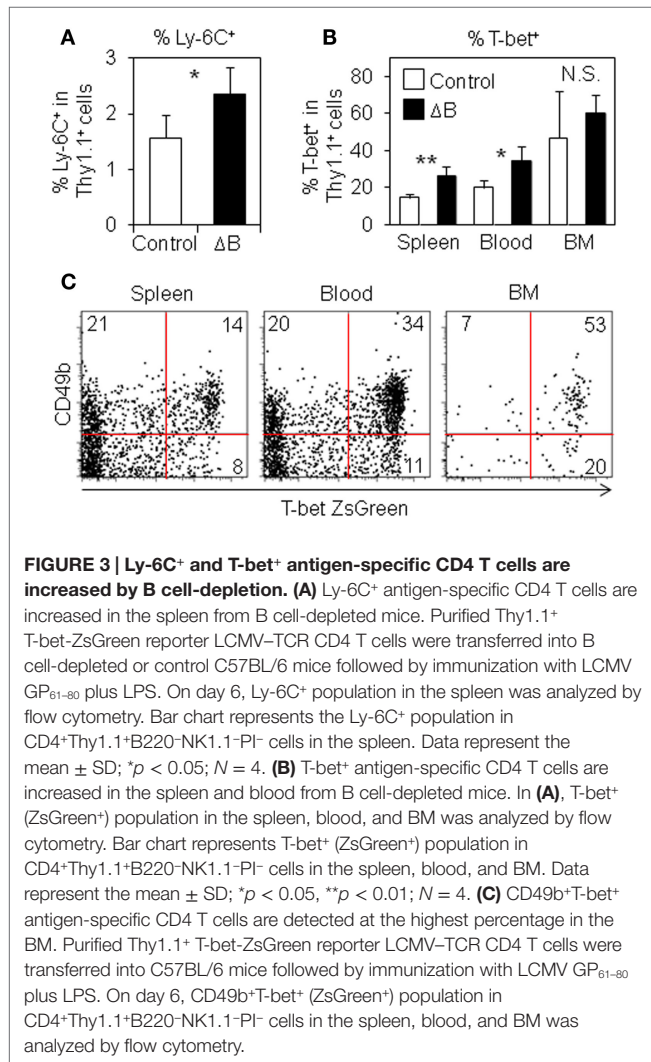 A
% Ly-6C⁺
% Ly-6C⁺ in
Thy1.1⁺ cells
3
2
1
0
*
Control
ΔB
B
% T-bet⁺
% T-bet⁺ in
Thy1.1⁺ cells
80
60
40
20
0
Control
ΔB
**
*
N.S.
Spleen
Blood
BM
C
Spleen
Blood
BM
CD49b
21
14
8
20
34
11
7
53
20
T-bet ZsGreen
FIGURE 3 | Ly-6C⁺ and T-bet⁺ antigen-specific CD4 T cells are
increased by B cell-depletion. (A) Ly-6C⁺ antigen-specific CD4 T cells are
increased in the spleen from B cell-depleted mice. Purified Thy1.1⁺
T-bet-ZsGreen reporter LCMV–TCR CD4 T cells were transferred into B
cell-depleted or control C57BL/6 mice followed by immunization with LCMV
GP₆₁₋₈₀ plus LPS. On day 6, Ly-6C⁺ population in the spleen was analyzed by
flow cytometry. Bar chart represents the Ly-6C⁺ population in
CD4⁺Thy1.1⁺B220⁻NK1.1⁻PI⁻ cells in the spleen. Data represent the
mean ± SD; *p < 0.05; N = 4. (B) T-bet⁺ antigen-specific CD4 T cells are
increased in the spleen and blood from B cell-depleted mice. In (A), T-bet⁺
(ZsGreen⁺) population in the spleen, blood, and BM was analyzed by flow
cytometry. Bar chart represents T-bet⁺ (ZsGreen⁺) population in
CD4⁺Thy1.1⁺B220⁻NK1.1⁻PI⁻ cells in the spleen, blood, and BM. Data
represent the mean ± SD; *p < 0.05, **p < 0.01; N = 4. (C) CD49b⁺T-bet⁺
antigen-specific CD4 T cells are detected at the highest percentage in the
BM. Purified Thy1.1⁺ T-bet-ZsGreen reporter LCMV–TCR CD4 T cells were
transferred into C57BL/6 mice followed by immunization with LCMV GP₆₁₋₈₀
plus LPS. On day 6, CD49b⁺T-bet⁺ (ZsGreen⁺) population in
CD4⁺Thy1.1⁺B220⁻NK1.1⁻PI⁻ cells in the spleen, blood, and BM was
analyzed by flow cytometry.